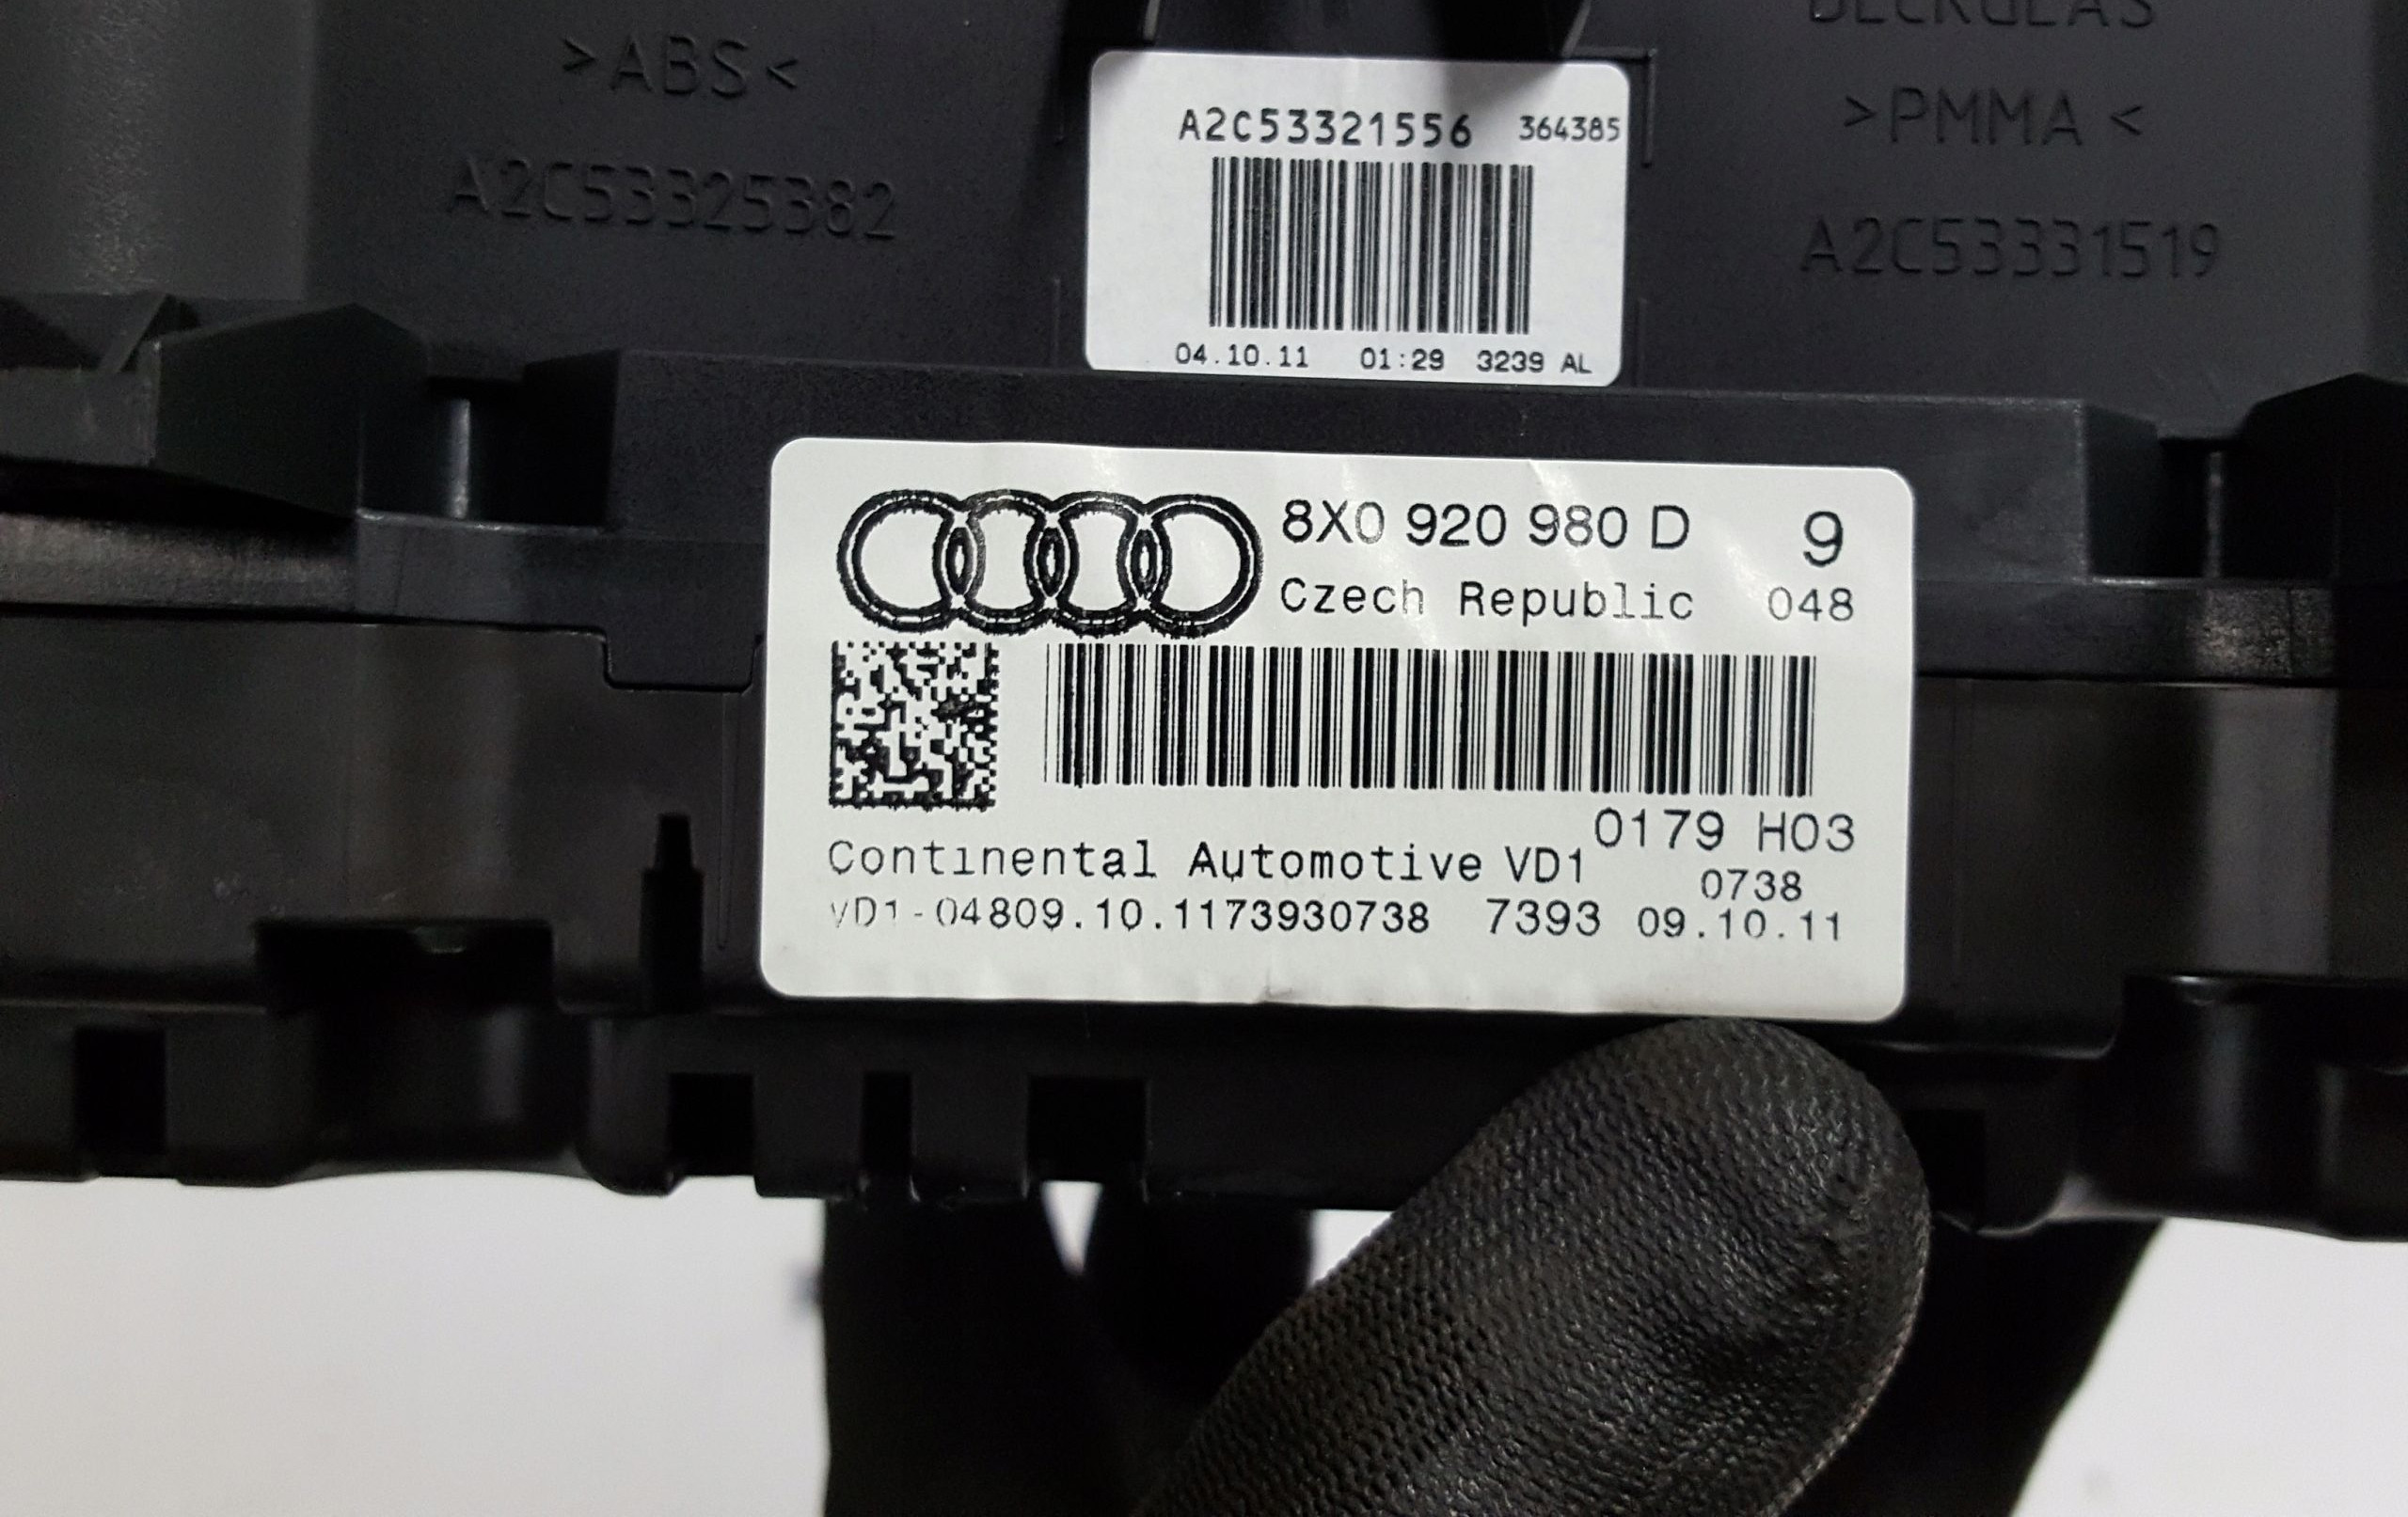 >ABS<
A2C53325382
A2C53321556 364385
04.10.11 01:29 3239 AL
DECKGLAS
>PMMA<
A2C53331519
8X0 920 980 D 9
Czech Republic 048
0179 H03
Continental Automotive VD1
0738
VD1-04809.10.1173930738 7393 09.10.11